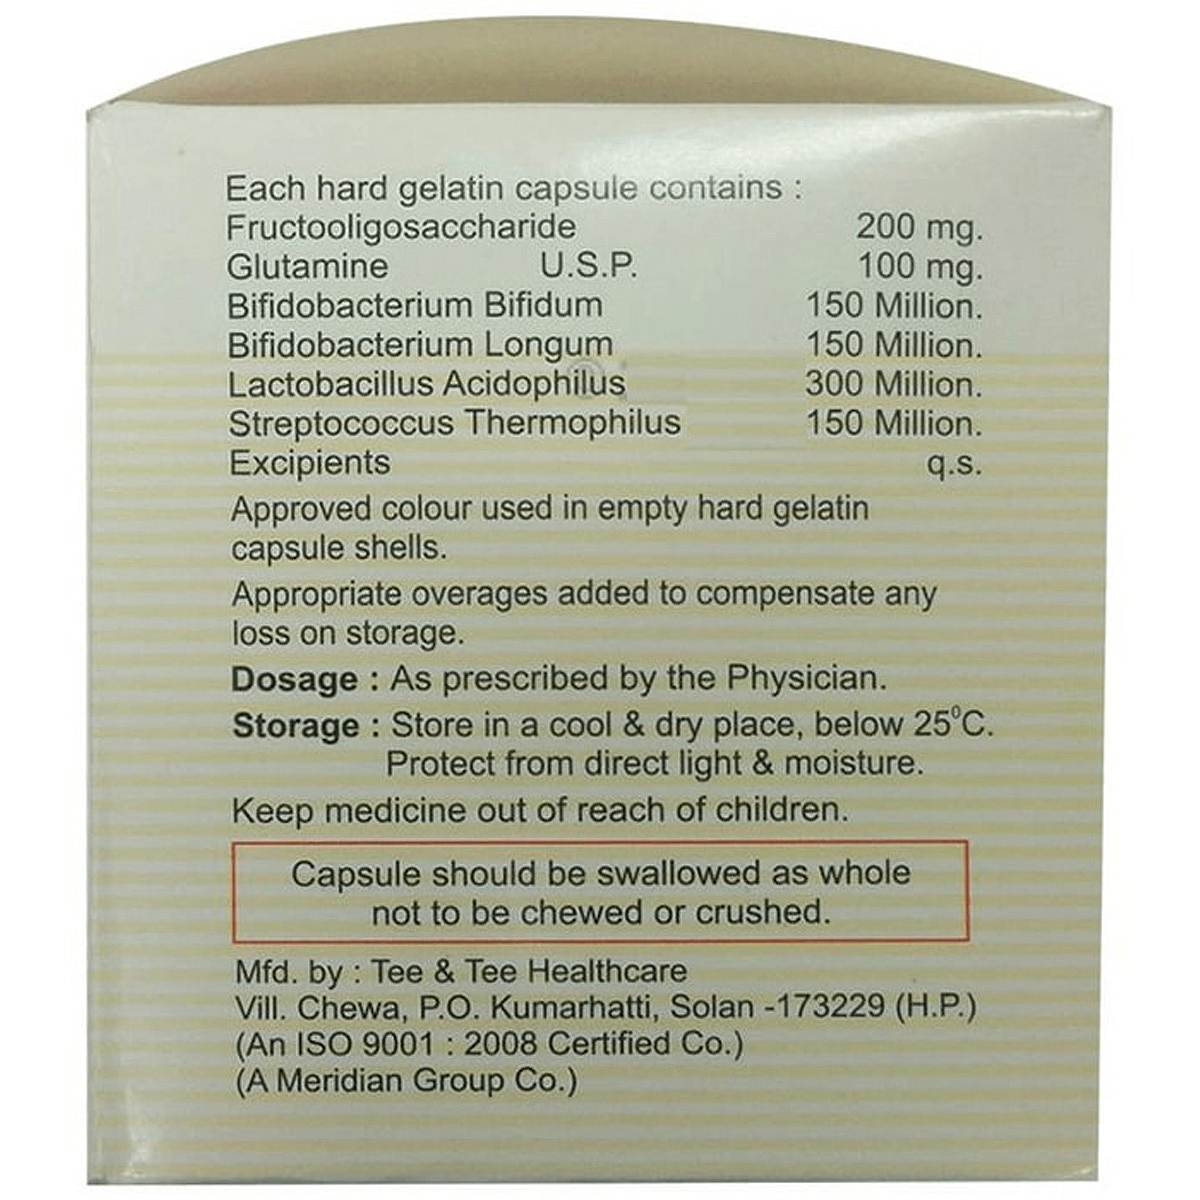 Each hard gelatin capsule contains :
Fructooligosaccharide 200 mg.
Glutamine U.S.P. 100 mg.
Bifidobacterium Bifidum 150 Million.
Bifidobacterium Longum 150 Million.
Lactobacillus Acidophilus 300 Million.
Streptococcus Thermophilus 150 Million.
Excipients q.s.
Approved colour used in empty hard gelatin
capsule shells.
Appropriate overages added to compensate any
loss on storage.
Dosage : As prescribed by the Physician.
Storage : Store in a cool & dry place, below 25⁰C.
Protect from direct light & moisture.
Keep medicine out of reach of children.
Capsule should be swallowed as whole
not to be chewed or crushed.
Mfd. by : Tee & Tee Healthcare
Vill. Chewa, P.O. Kumarhatti, Solan -173229 (H.P.)
(An ISO 9001 : 2008 Certified Co.)
(A Meridian Group Co.)